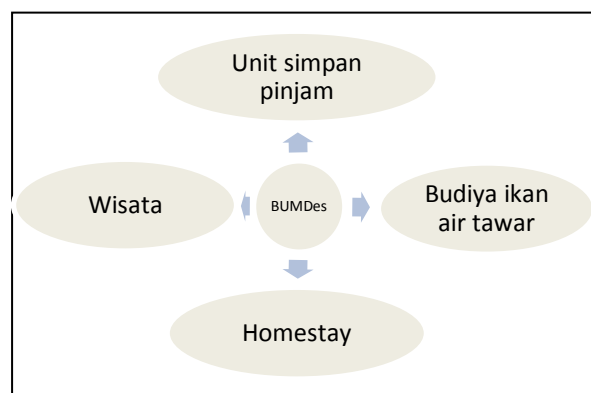 Unit simpan
pinjam
Wisata
BUMDes
Budiya ikan
air tawar
Homestay